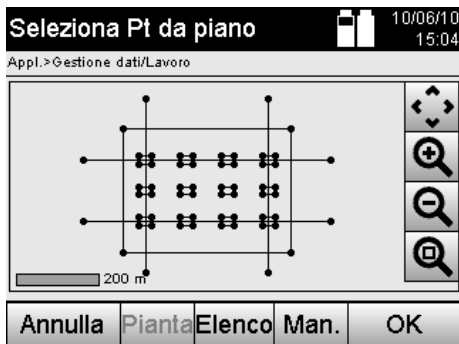 Seleziona Pt da piano
10/06/10
15:04
Appl.>Gestione dati/Lavoro
200 m
Annulla Pianta Elenco Man. OK